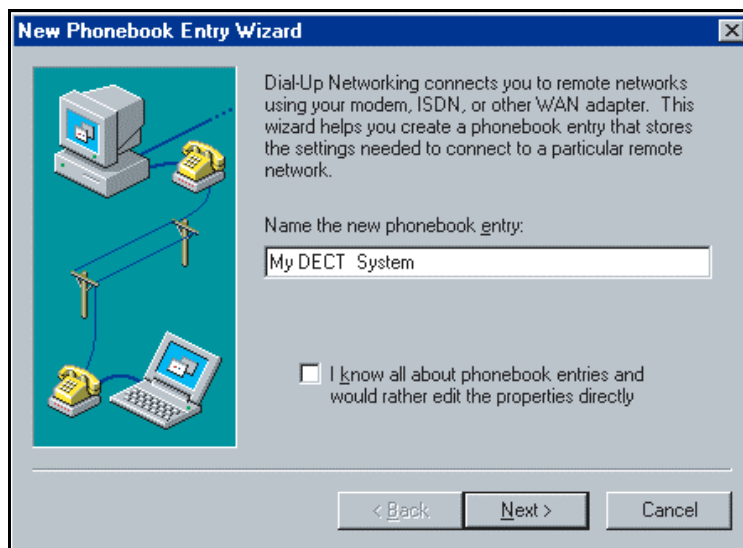 New Phonebook Entry Wizard
Dial-Up Networking connects you to remote networks
using your modem, ISDN, or other WAN adapter. This
wizard helps you create a phonebook entry that stores
the settings needed to connect to a particular remote
network.
Name the new phonebook entry:
My DECT System
I know all about phonebook entries and
would rather edit the properties directly
< Back
Next >
Cancel